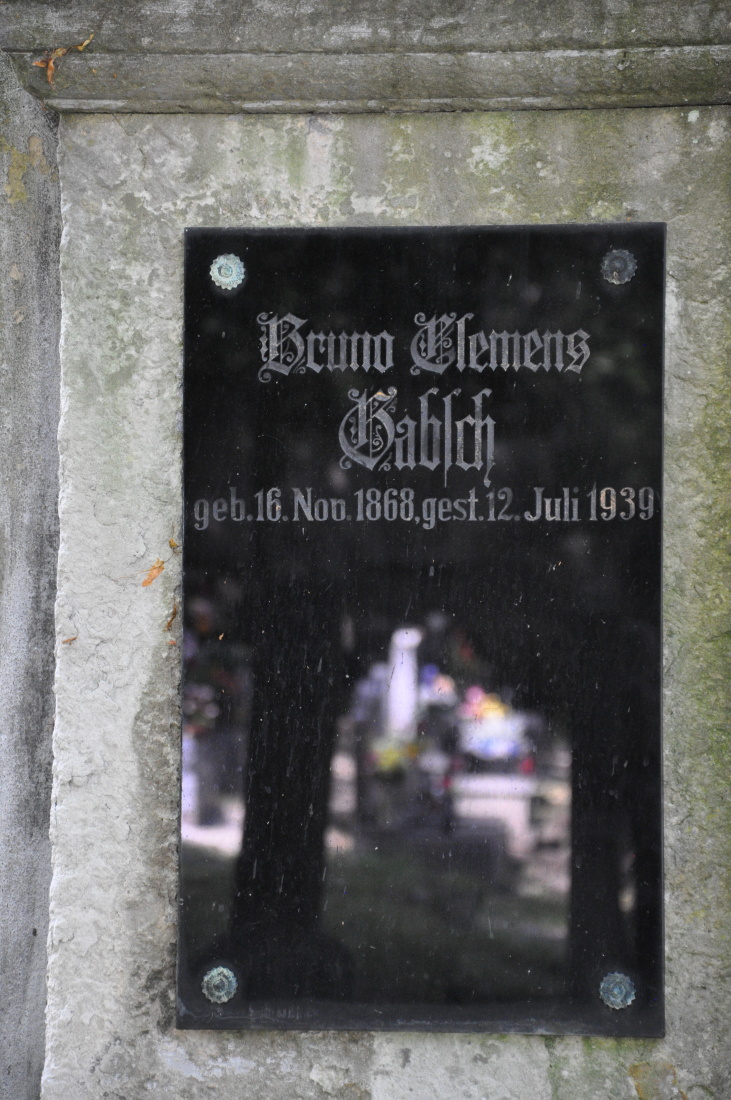 Bruno Clemens
Gabsch
geb. 16. Nov. 1868, gest. 12. Juli 1939